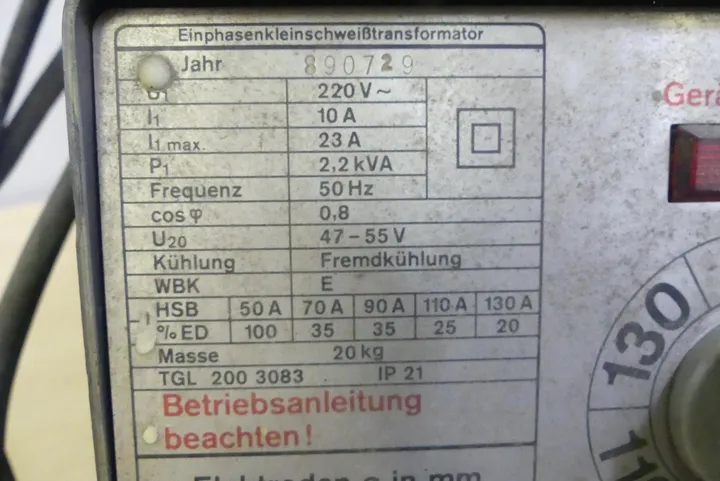 Einphasenkleinschweißtransformator
Jahr 890729
U1 220 V ~
I1 10 A
I1 max. 23 A
P1 2,2 kVA
Frequenz 50 Hz
cos φ 0,8
U20 47 – 55 V
Kühlung Fremdkühlung
WBK E
HSB 50 A 70 A 90 A 110 A 130 A
% ED 100 35 35 25 20
Masse 20 kg
TGL 200 3083 IP 21
Betriebsanleitung
beachten!
Gerä
130